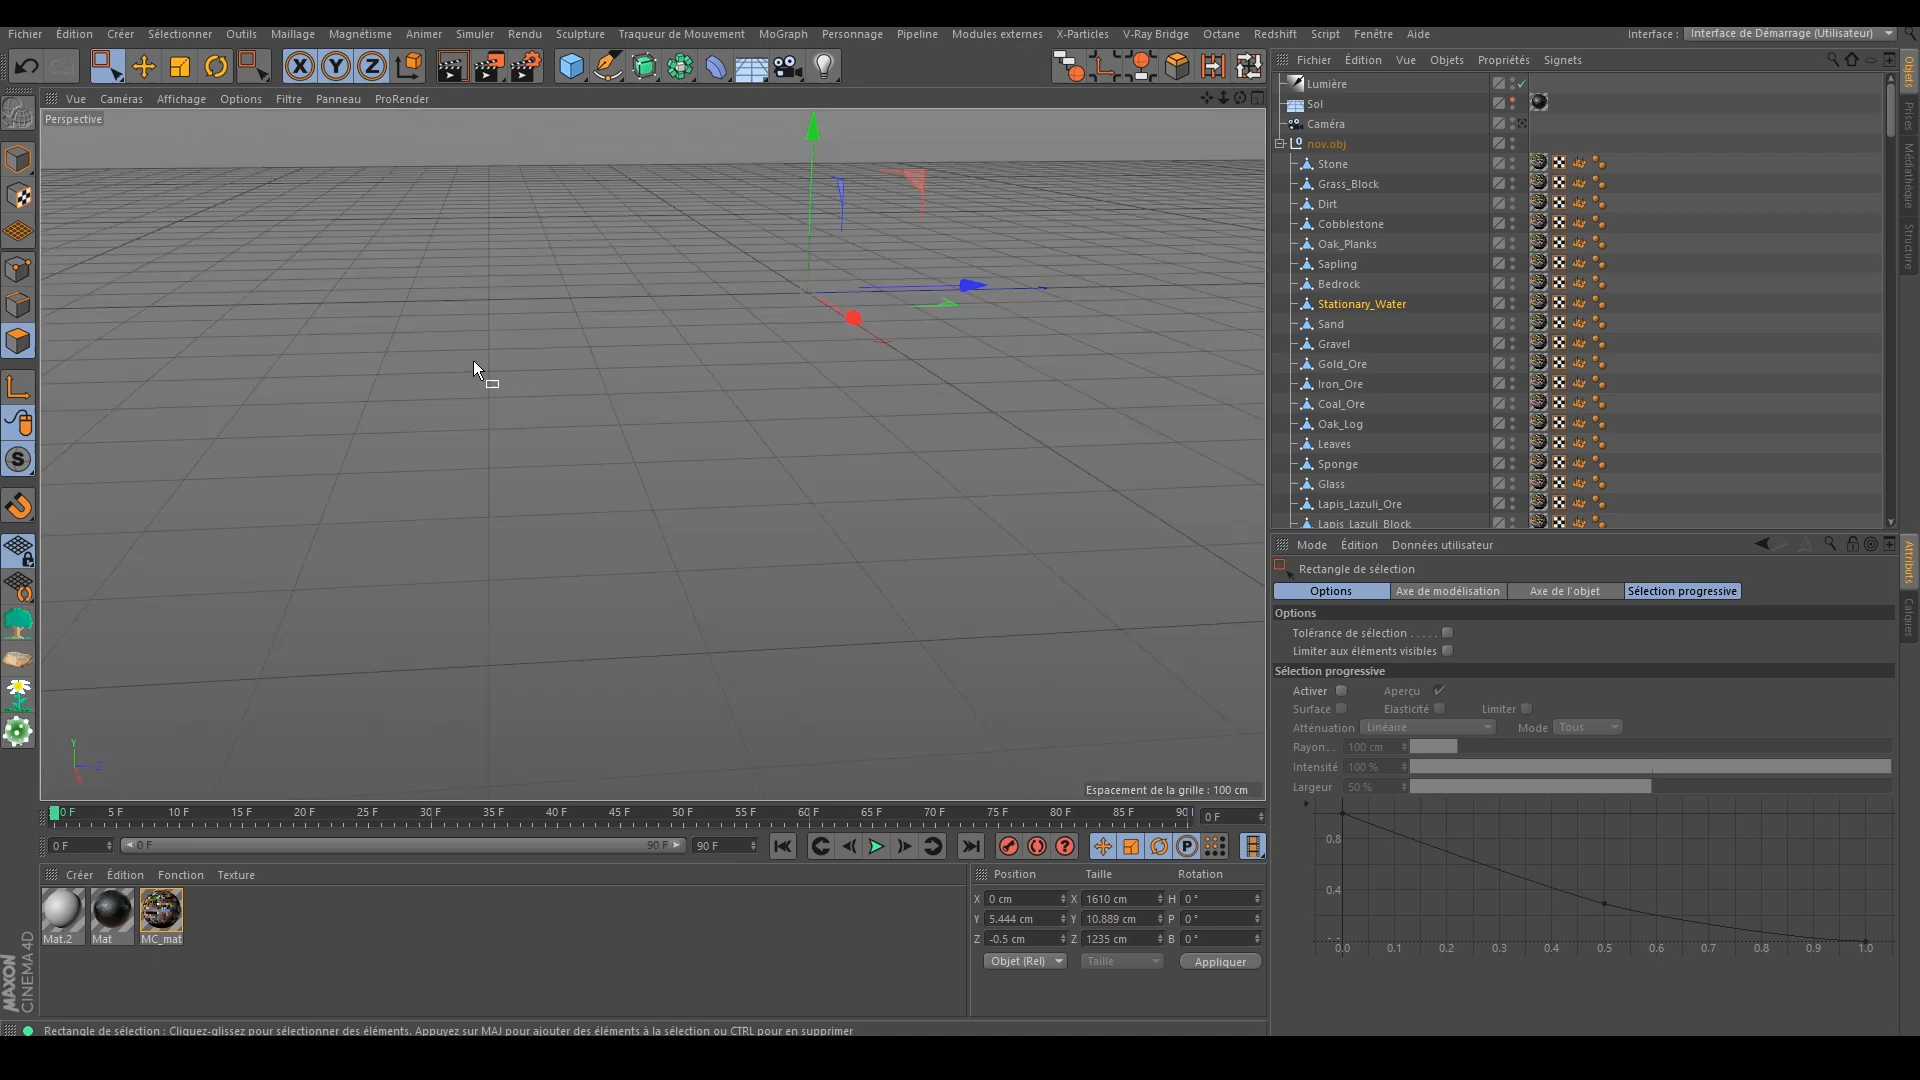 Fichier Édition Créer Sélectionner Outils Maillage Magnétisme Animer Simuler Rendu Sculpture Traqueur de Mouvement MoGraph Personnage Pipeline Modules externes X-Particles V-Ray Bridge Octane Redshift Script Fenêtre Aide Interface : Interface de Démarrage (Utilisateur)
Fichier Édition Vue Objets Propriétés Signets
Vue Caméras Affichage Options Filtre Panneau ProRender
Perspective
Lumière
Sol
Caméra
nov.obj
Stone
Grass_Block
Dirt
Cobblestone
Oak_Planks
Sapling
Bedrock
Stationary_Water
Sand
Gravel
Gold_Ore
Iron_Ore
Coal_Ore
Oak_Log
Leaves
Sponge
Glass
Lapis_Lazuli_Ore
Lapis_Lazuli_Block
Objets
Prises
Médiathèque
Structure
Mode Édition Données utilisateur
Rectangle de sélection
Options Axe de modélisation Axe de l'objet Sélection progressive
Options
Tolérance de sélection . . . . .
Limiter aux éléments visibles
Sélection progressive
Activer Aperçu
Surface Elasticité Limiter
Atténuation Linéaire Mode Tous
Rayon. . 100 cm
Intensité 100 %
Largeur 50 %
0.8
0.4
0.0 0.1 0.2 0.3 0.4 0.5 0.6 0.7 0.8 0.9 1.0
Attributs
Calques
Y
Z
Espacement de la grille : 100 cm
0 F 5 F 10 F 15 F 20 F 25 F 30 F 35 F 40 F 45 F 50 F 55 F 60 F 65 F 70 F 75 F 80 F 85 F 90 0 F
0 F 0 F 90 F 90 F
Créer Édition Fonction Texture
Mat.2 Mat MC_mat
Position Taille Rotation
X 0 cm X 1610 cm H 0 °
Y 5.444 cm Y 10.889 cm P 0 °
Z -0.5 cm Z 1235 cm B 0 °
Objet (Rel) Taille Appliquer
MAXON
CINEMA 4D
Rectangle de sélection : Cliquez-glissez pour sélectionner des éléments. Appuyez sur MAJ pour ajouter des éléments à la sélection ou CTRL pour en supprimer